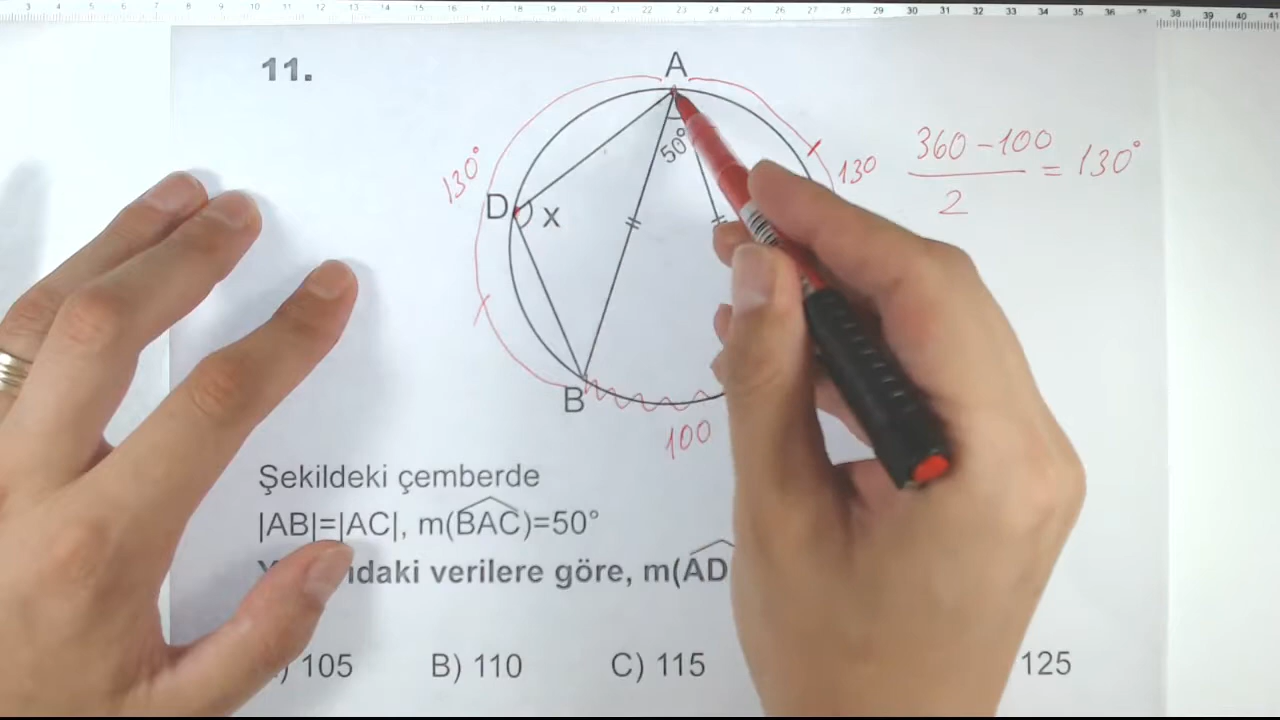 11.
A
50°
130°
130
360-100
2
= 130°
D
x
B
100
Şekildeki çemberde
|AB|=|AC|, m(BAC)=50°
verilere göre, m(AD
105 B) 110 C) 115 125